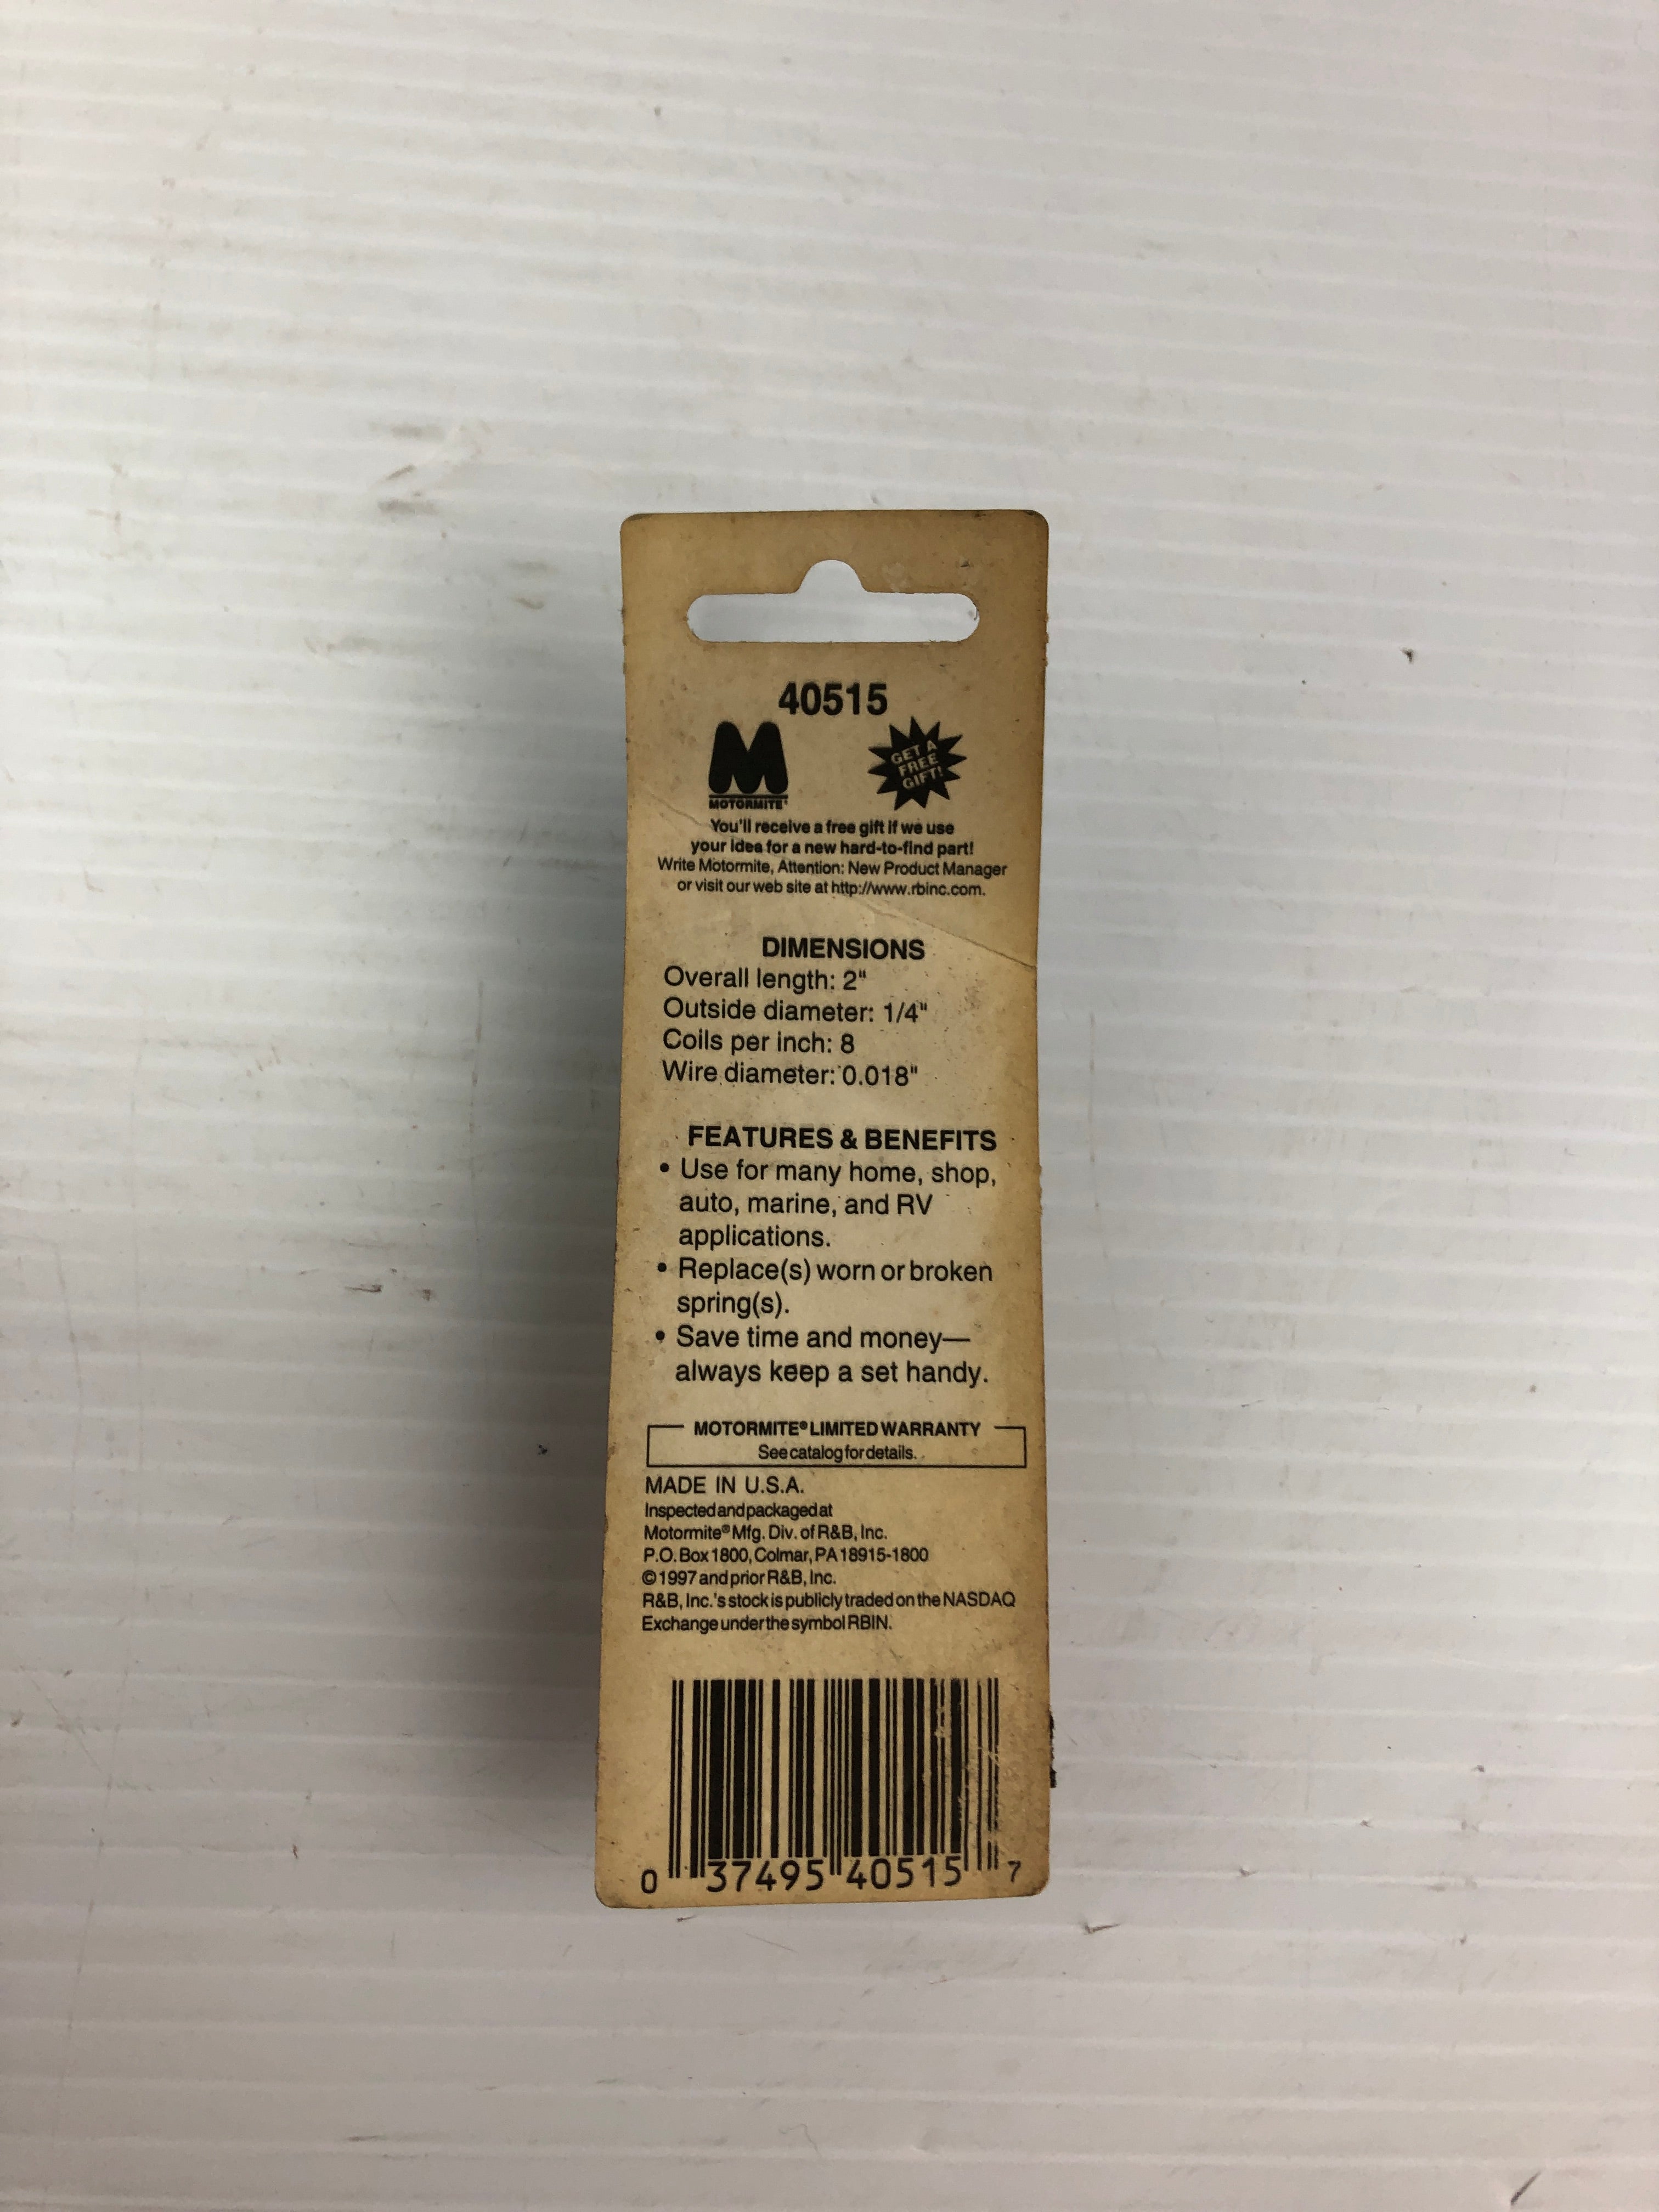 40515
MOTORMITE®
GET A
FREE
GIFT!
You'll receive a free gift if we use
your idea for a new hard-to-find part!
Write Motormite, Attention: New Product Manager
or visit our web site at http://www.rbinc.com.
DIMENSIONS
Overall length: 2"
Outside diameter: 1/4"
Coils per inch: 8
Wire diameter: 0.018"
FEATURES & BENEFITS
• Use for many home, shop,
auto, marine, and RV
applications.
• Replace(s) worn or broken
spring(s).
• Save time and money—
always keep a set handy.
MOTORMITE® LIMITED WARRANTY
See catalog for details.
MADE IN U.S.A.
Inspected and packaged at
Motormite® Mfg. Div. of R&B, Inc.
P.O. Box 1800, Colmar, PA 18915-1800
© 1997 and prior R&B, Inc.
R&B, Inc.'s stock is publicly traded on the NASDAQ
Exchange under the symbol RBIN.
0 37495 40515 7